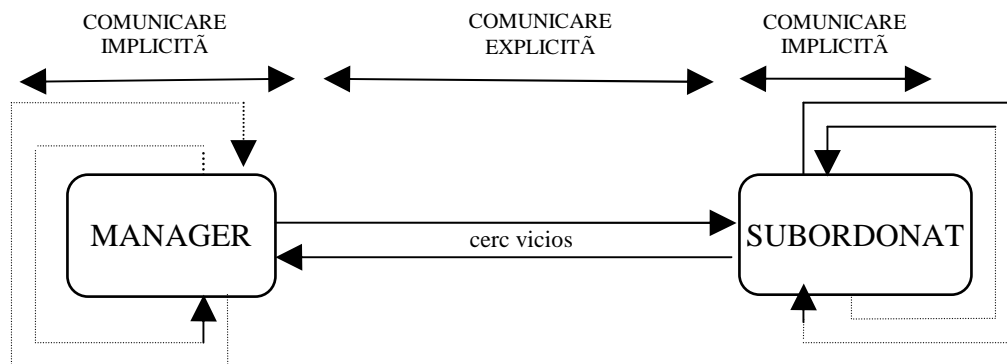 COMUNICARE
IMPLICITÃ
COMUNICARE
EXPLICITÃ
COMUNICARE
IMPLICITÃ
MANAGER
cerc vicios
SUBORDONAT